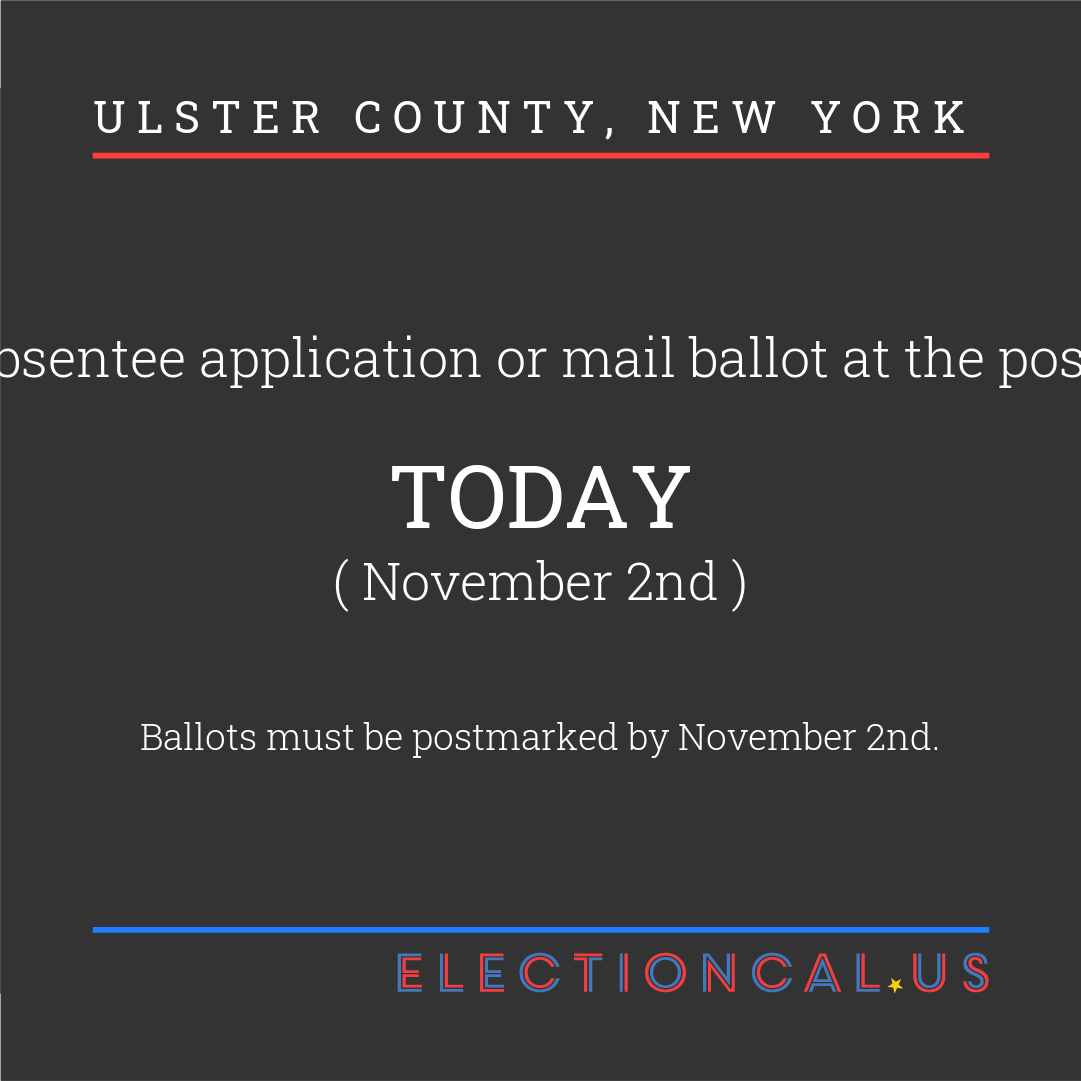 ULSTER COUNTY, NEW YORK
application or mail ballot at the
TODAY
( November 2nd )
Ballots must be postmarked by November 2nd.
ELECTIONCAL.US